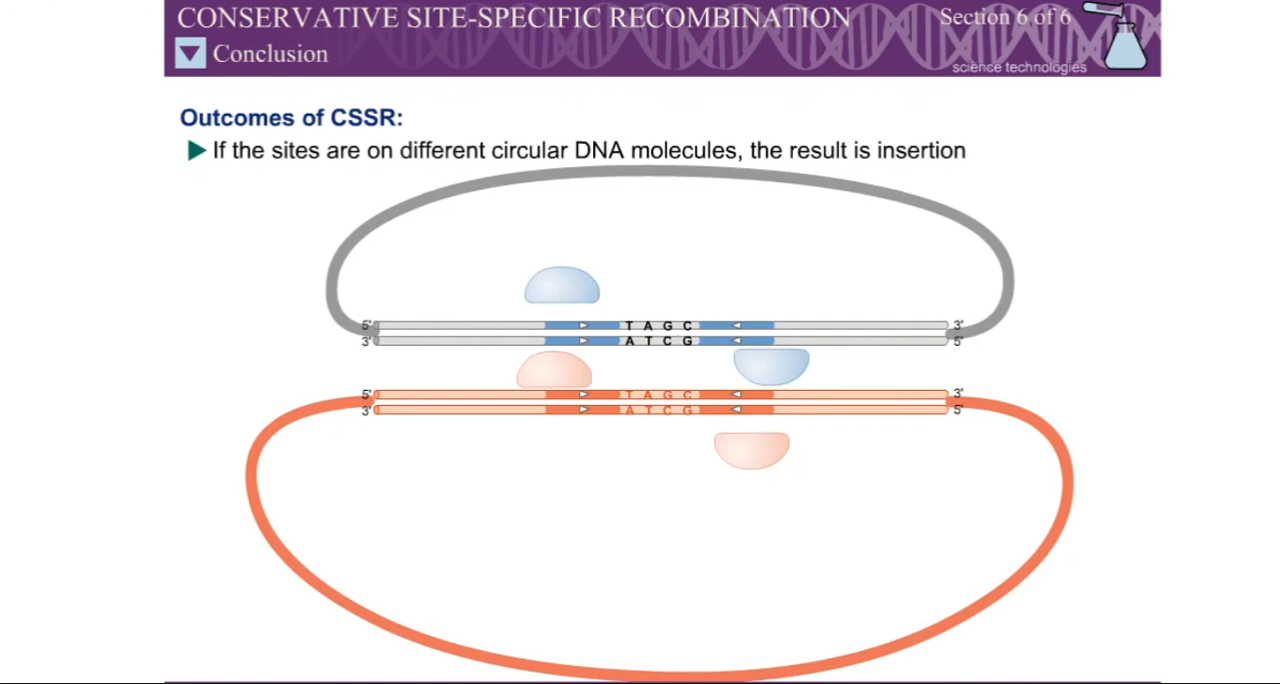 CONSERVATIVE SITE-SPECIFIC RECOMBINATION
Section 6 of 6
Conclusion
science technologies
Outcomes of CSSR:
If the sites are on different circular DNA molecules, the result is insertion
5' T A G C 3'
3' A T C G 5'
5' T A G C 3'
3' A T C G 5'